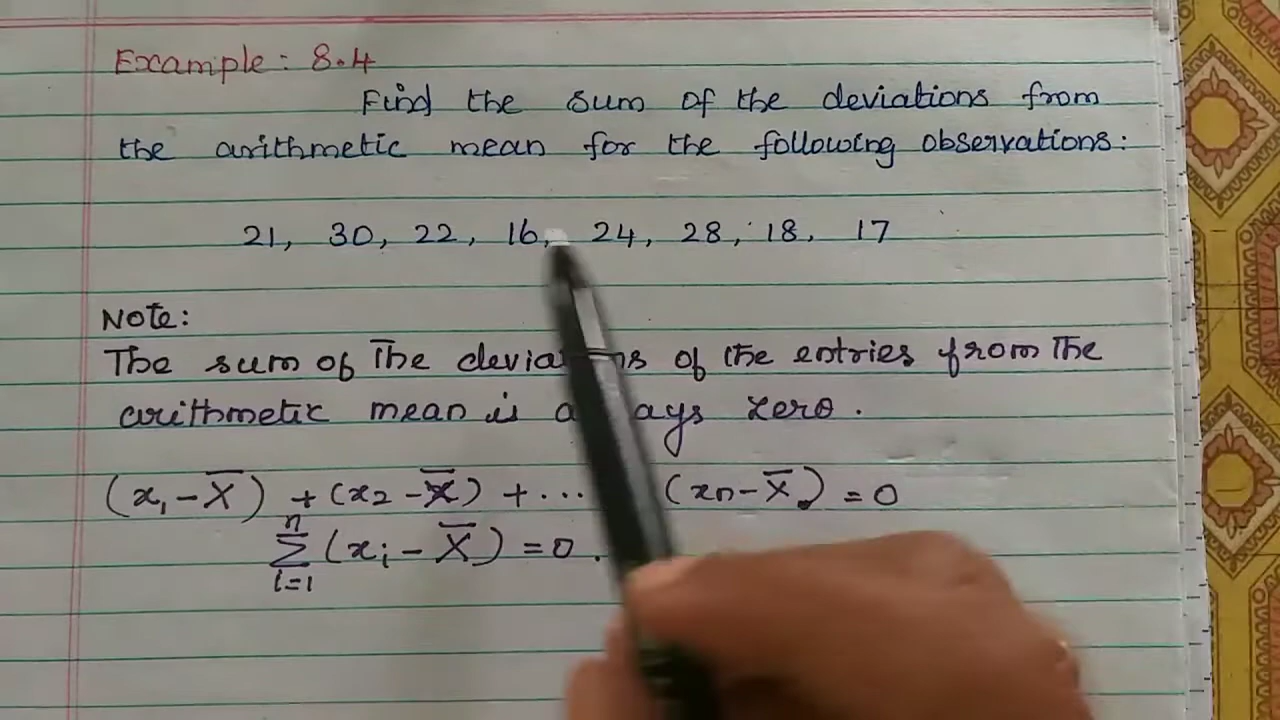 Example: 8.4
Find the sum of the deviations from
the arithmetic mean for the following observations:
21, 30, 22, 16, 24, 28, 18, 17
Note:
The sum of The of the entries from The
arithmetic mean is zero.
(x₁ - X̄) + (x₂ - x̄) + ... (xn - X̄) = 0
n
Σ (xi - X̄) = 0.
i=1